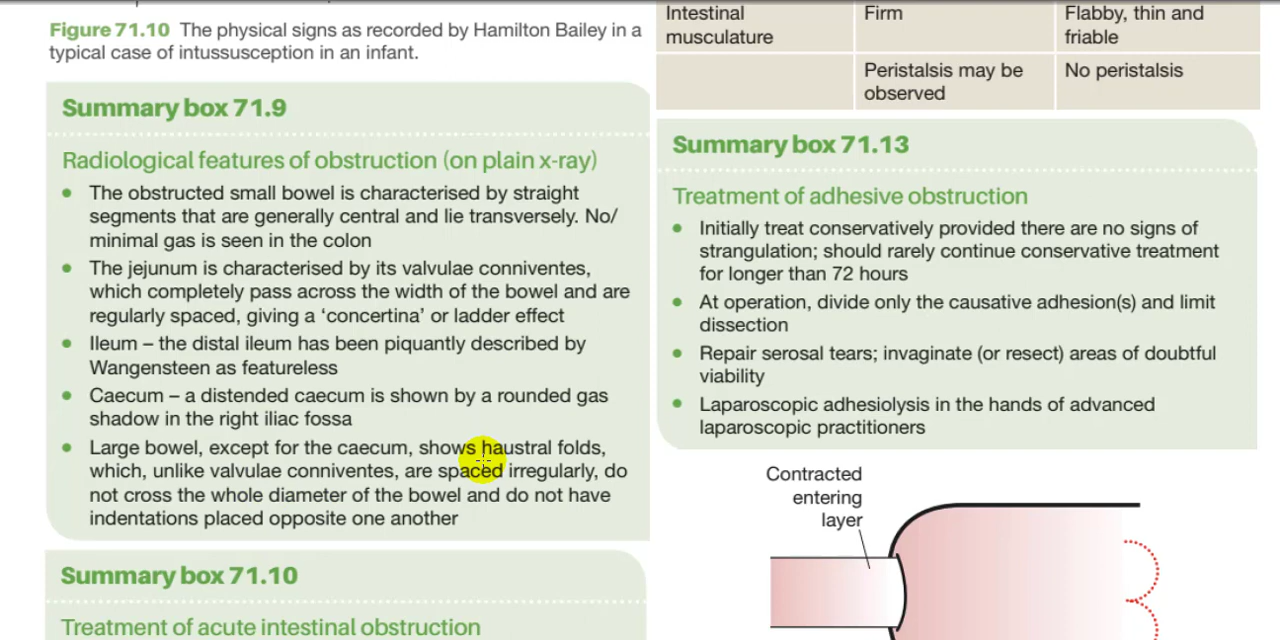 Figure 71.10 The physical signs as recorded by Hamilton Bailey in a
typical case of intussusception in an infant.
Summary box 71.9
Radiological features of obstruction (on plain x-ray)
• The obstructed small bowel is characterised by straight
segments that are generally central and lie transversely. No/
minimal gas is seen in the colon
• The jejunum is characterised by its valvulae conniventes,
which completely pass across the width of the bowel and are
regularly spaced, giving a ‘concertina’ or ladder effect
• Ileum – the distal ileum has been piquantly described by
Wangensteen as featureless
• Caecum – a distended caecum is shown by a rounded gas
shadow in the right iliac fossa
• Large bowel, except for the caecum, shows haustral folds,
which, unlike valvulae conniventes, are spaced irregularly, do
not cross the whole diameter of the bowel and do not have
indentations placed opposite one another
Summary box 71.10
Treatment of acute intestinal obstruction
Intestinal Firm Flabby, thin and
musculature friable
Peristalsis may be No peristalsis
observed
Summary box 71.13
Treatment of adhesive obstruction
• Initially treat conservatively provided there are no signs of
strangulation; should rarely continue conservative treatment
for longer than 72 hours
• At operation, divide only the causative adhesion(s) and limit
dissection
• Repair serosal tears; invaginate (or resect) areas of doubtful
viability
• Laparoscopic adhesiolysis in the hands of advanced
laparoscopic practitioners
Contracted
entering
layer